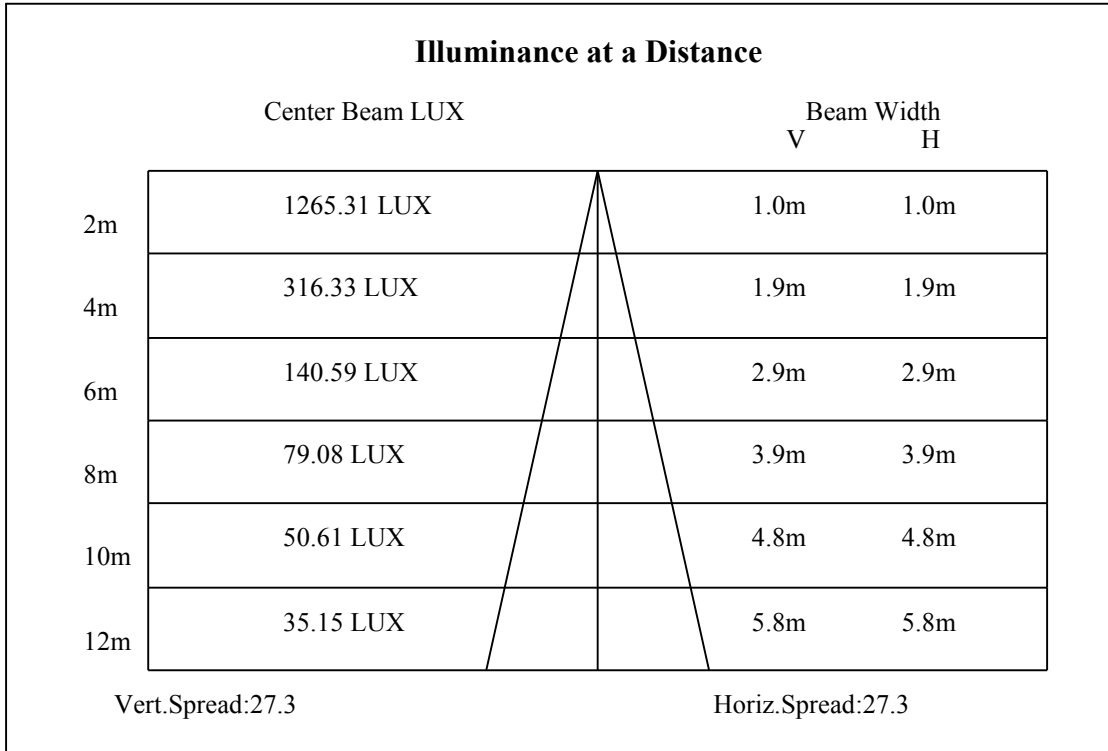 Illuminance at a Distance
Center Beam LUX Beam Width
V H
2m 1265.31 LUX 1.0m 1.0m
4m 316.33 LUX 1.9m 1.9m
6m 140.59 LUX 2.9m 2.9m
8m 79.08 LUX 3.9m 3.9m
10m 50.61 LUX 4.8m 4.8m
12m 35.15 LUX 5.8m 5.8m
Vert.Spread:27.3 Horiz.Spread:27.3